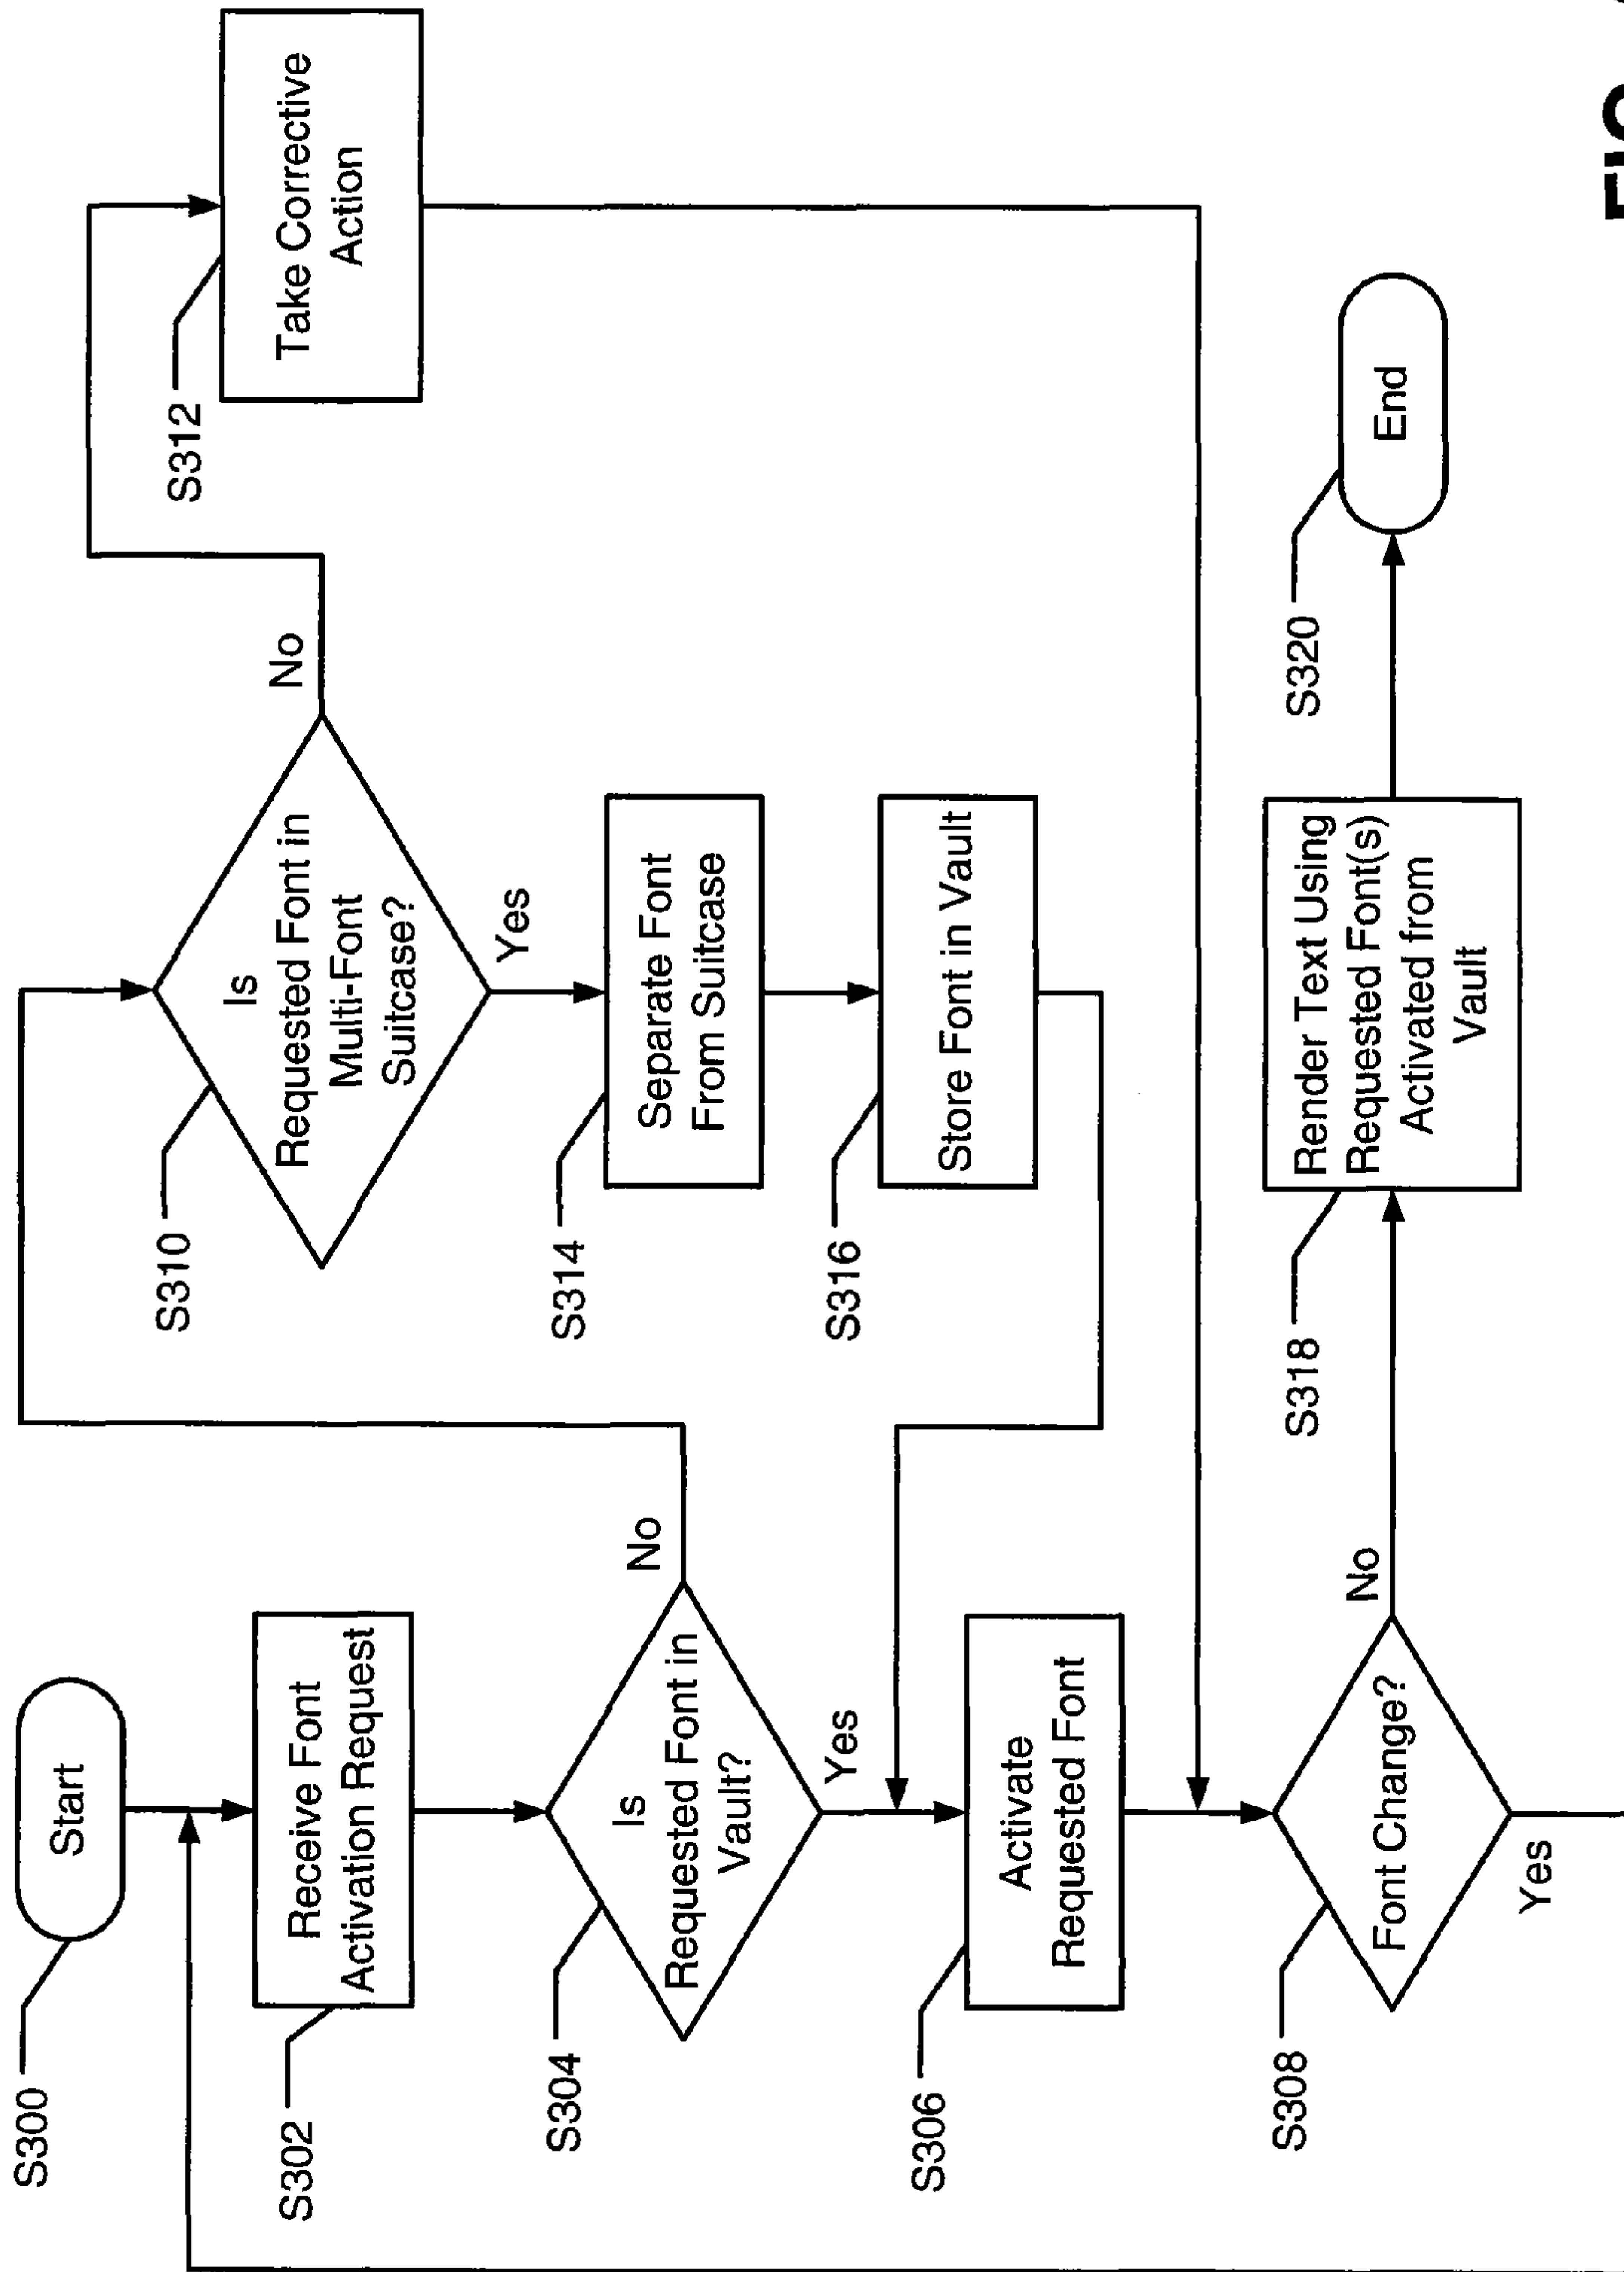 S300
Start
S302
Receive Font
Activation Request
S304
Is
Requested Font in
Vault?
No
Yes
S306
Activate
Requested Font
S308
Font Change?
No
Yes
S310
Is
Requested Font in
Multi-Font
Suitcase?
No
Yes
S312
Take Corrective
Action
S314
Separate Font
From Suitcase
S316
Store Font in Vault
S318
Render Text Using
Requested Font(s)
Activated from
Vault
S320
End